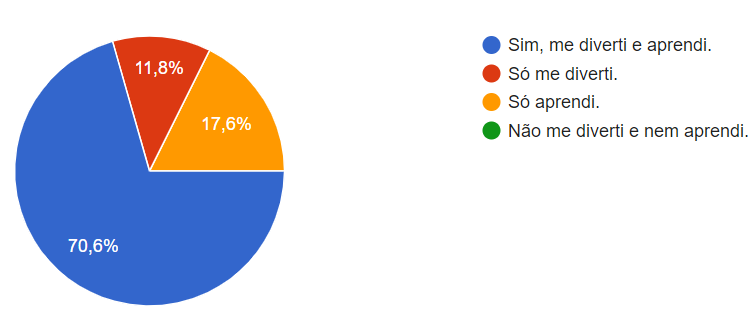 Sim, me diverti e aprendi.
Só me diverti.
Só aprendi.
Não me diverti e nem aprendi.
11,8%
17,6%
70,6%